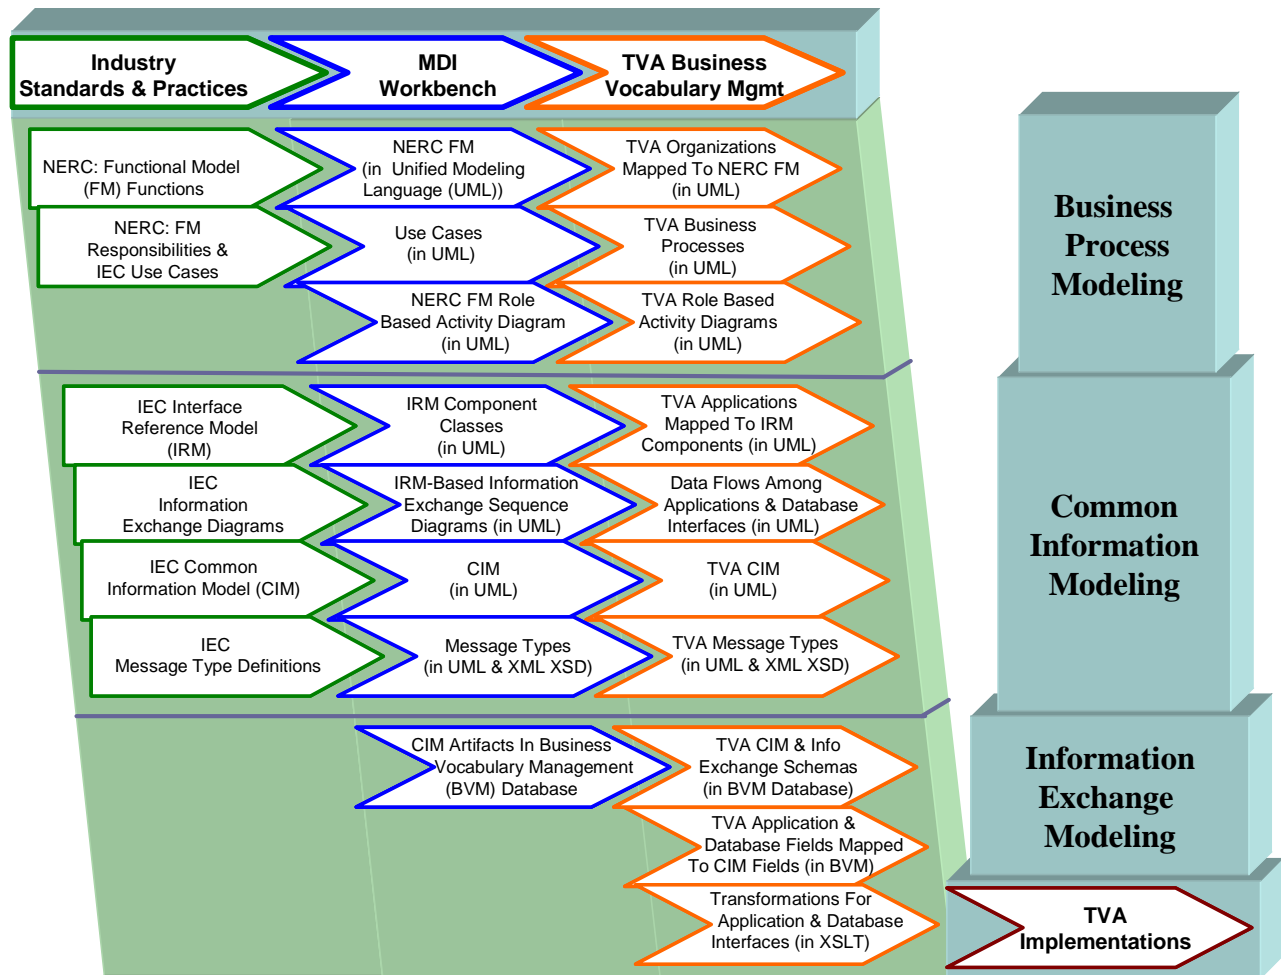 Industry
Standards & Practices
MDI
Workbench
TVA Business
Vocabulary Mgmt
NERC: Functional Model
(FM) Functions
NERC FM
(in Unified Modeling
Language (UML))
TVA Organizations
Mapped To NERC FM
(in UML)
NERC: FM
Responsibilities &
IEC Use Cases
Use Cases
(in UML)
TVA Business
Processes
(in UML)
NERC FM Role
Based Activity Diagram
(in UML)
TVA Role Based
Activity Diagrams
(in UML)
Business
Process
Modeling
IEC Interface
Reference Model
(IRM)
IRM Component
Classes
(in UML)
TVA Applications
Mapped To IRM
Components (in UML)
IEC
Information
Exchange Diagrams
IRM-Based Information
Exchange Sequence
Diagrams (in UML)
Data Flows Among
Applications & Database
Interfaces (in UML)
IEC Common
Information Model (CIM)
CIM
(in UML)
TVA CIM
(in UML)
IEC
Message Type Definitions
Message Types
(in UML & XML XSD)
TVA Message Types
(in UML & XML XSD)
Common
Information
Modeling
CIM Artifacts In Business
Vocabulary Management
(BVM) Database
TVA CIM & Info
Exchange Schemas
(in BVM Database)
TVA Application &
Database Fields Mapped
To CIM Fields (in BVM)
Transformations For
Application & Database
Interfaces (in XSLT)
Information
Exchange
Modeling
TVA
Implementations